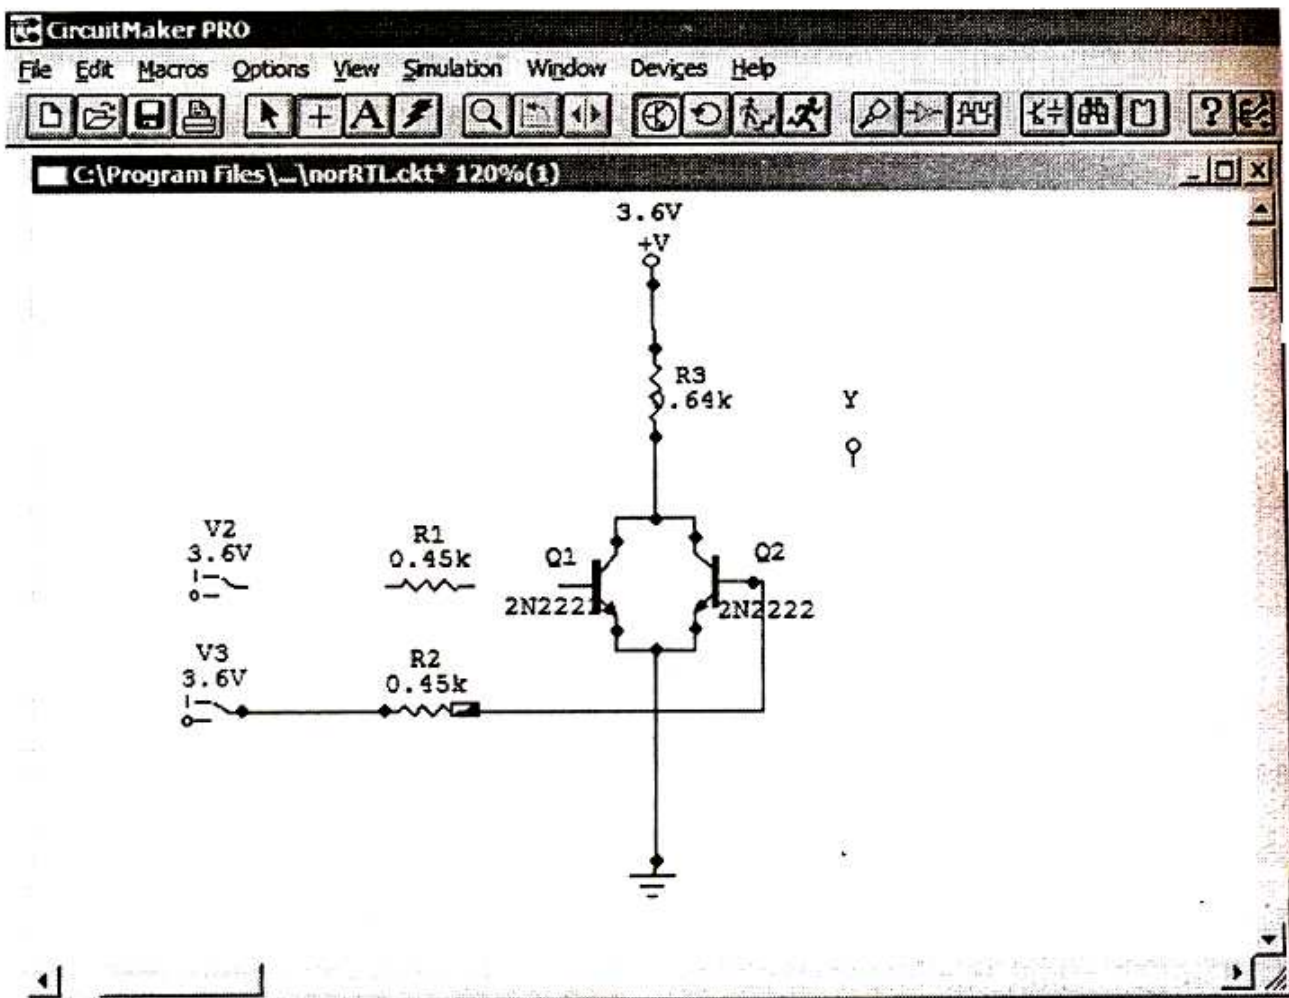 CircuitMaker PRO
File Edit Macros Options View Simulation Window Devices Help
A ?
C:\Program Files\...\norRTL.ckt* 120%(1)
3.6V
+V
R3
0.64k
Y
V2
3.6V
R1
0.45k
Q1
Q2
2N2222
2N2222
V3
3.6V
R2
0.45k